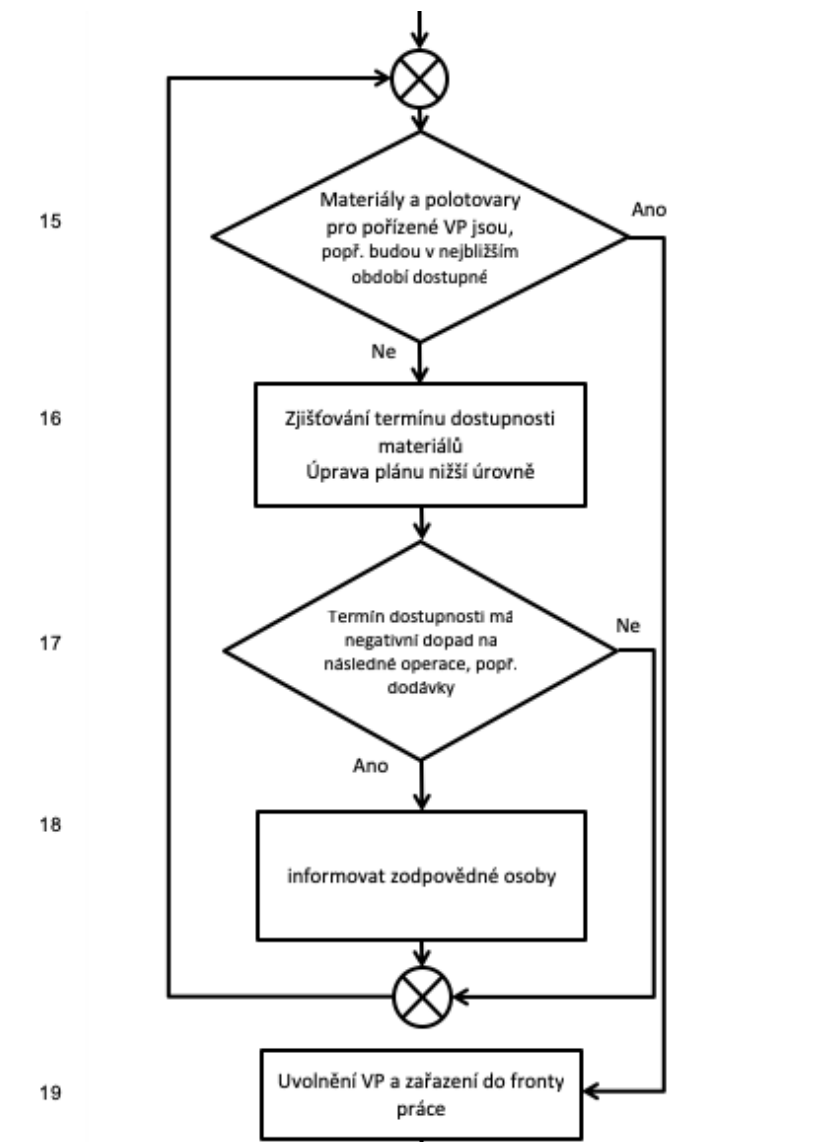 15
Materiály a polotovary
pro pořízené VP jsou,
popř. budou v nejbližším
období dostupné
Ano
Ne
16
Zjišťování termínu dostupnosti
materiálů
Úprava plánu nižší úrovně
17
Termín dostupnosti má
negativní dopad na
následné operace, popř.
dodávky
Ne
Ano
18
informovat zodpovědné osoby
19
Uvolnění VP a zařazení do fronty
práce